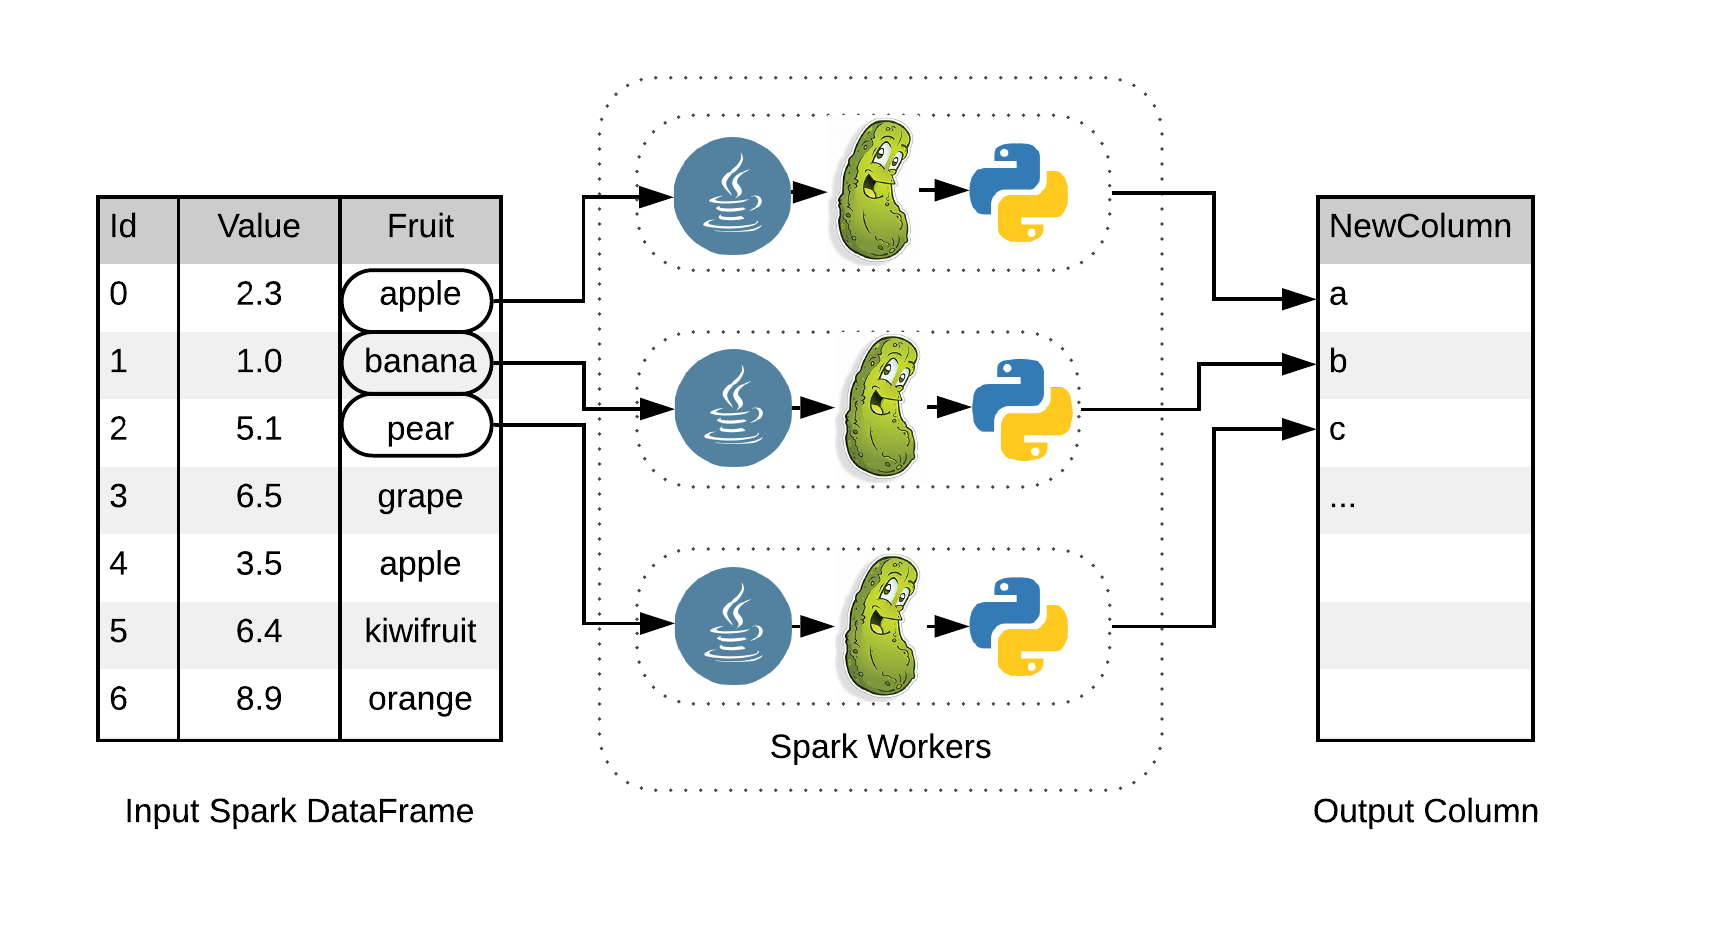 Id Value Fruit
0 2.3 apple
1 1.0 banana
2 5.1 pear
3 6.5 grape
4 3.5 apple
5 6.4 kiwifruit
6 8.9 orange
Input Spark DataFrame
Spark Workers
NewColumn
a
b
c
...
Output Column